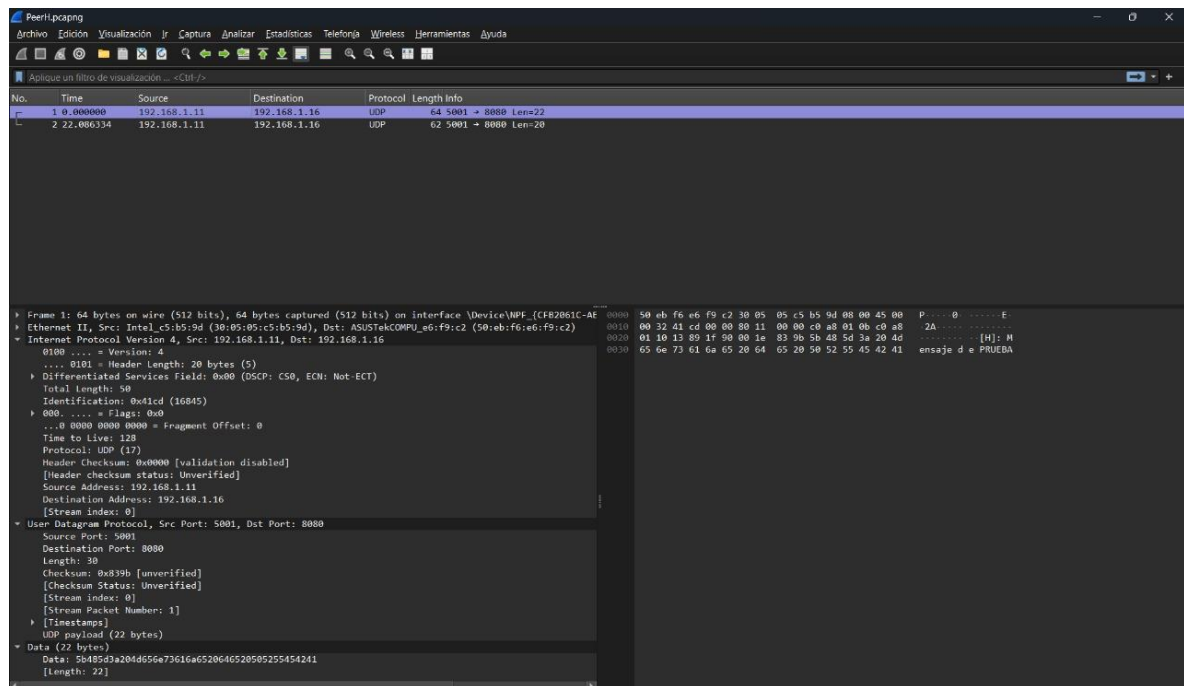 PeerH.pcapng
Archivo Edición Visualización Ir Captura Analizar Estadísticas Telefonía Wireless Herramientas Ayuda
Aplique un filtro de visualización ... <Ctrl-/>
No. Time Source Destination Protocol Length Info
1 0.000000 192.168.1.11 192.168.1.16 UDP 64 5001 → 8080 Len=22
2 22.086334 192.168.1.11 192.168.1.16 UDP 62 5001 → 8080 Len=20
Frame 1: 64 bytes on wire (512 bits), 64 bytes captured (512 bits) on interface \Device\NPF_{CFB2061C-AE
Ethernet II, Src: Intel_c5:b5:9d (30:05:05:c5:b5:9d), Dst: ASUSTekCOMPU_e6:f9:c2 (50:eb:f6:e6:f9:c2)
Internet Protocol Version 4, Src: 192.168.1.11, Dst: 192.168.1.16
0100 .... = Version: 4
.... 0101 = Header Length: 20 bytes (5)
Differentiated Services Field: 0x00 (DSCP: CS0, ECN: Not-ECT)
Total Length: 50
Identification: 0x41cd (16845)
000. .... = Flags: 0x0
...0 0000 0000 0000 = Fragment Offset: 0
Time to Live: 128
Protocol: UDP (17)
Header Checksum: 0x0000 [validation disabled]
[Header checksum status: Unverified]
Source Address: 192.168.1.11
Destination Address: 192.168.1.16
[Stream index: 0]
User Datagram Protocol, Src Port: 5001, Dst Port: 8080
Source Port: 5001
Destination Port: 8080
Length: 30
Checksum: 0x839b [unverified]
[Checksum Status: Unverified]
[Stream index: 0]
[Stream Packet Number: 1]
[Timestamps]
UDP payload (22 bytes)
Data (22 bytes)
Data: 5b485d3a204d656e73616a65206465205052554542​41
[Length: 22]
0000 50 eb f6 e6 f9 c2 30 05 05 c5 b5 9d 08 00 45 00 P·····0· ······E·
0010 00 32 41 cd 00 00 80 11 00 00 c0 a8 01 0b c0 a8 ·2A····· ········
0020 01 10 13 89 1f 90 00 1e 83 9b 5b 48 5d 3a 20 4d ········ ··[H]: M
0030 65 6e 73 61 6a 65 20 64 65 20 50 52 55 45 42 41 ensaje d e PRUEBA